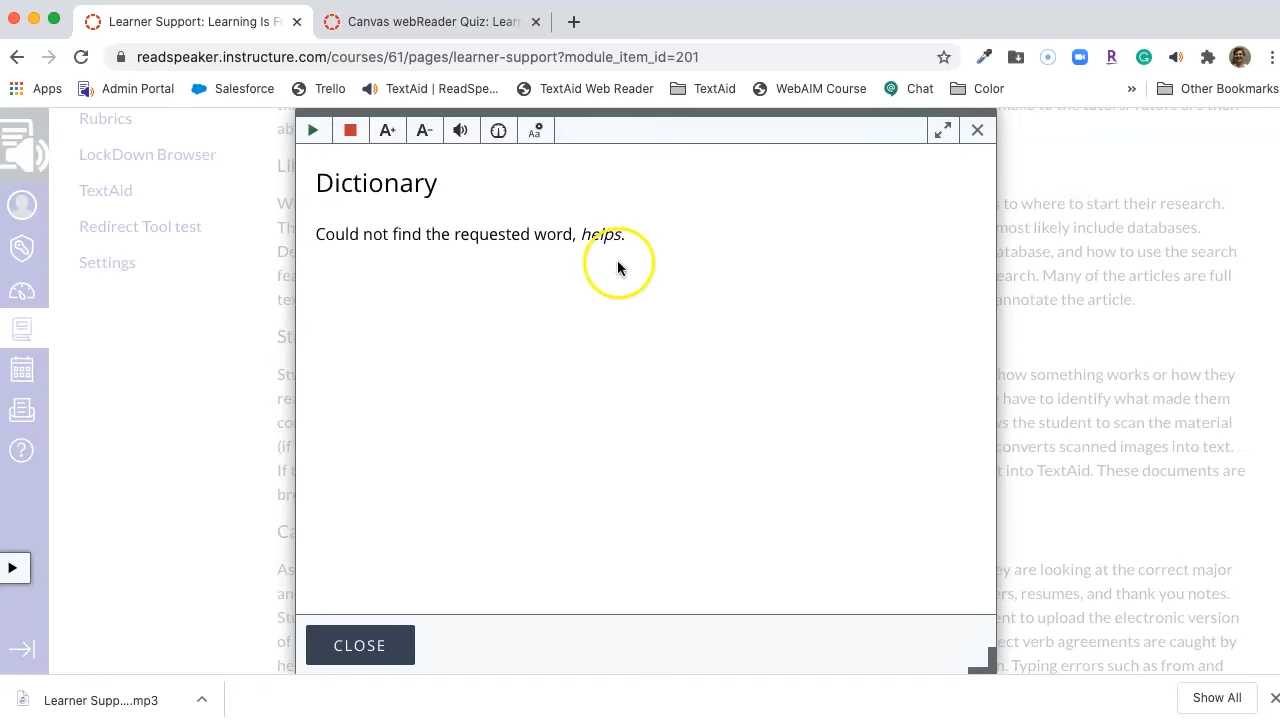 Learner Support: Learning Is F
Canvas webReader Quiz: Lear
readspeaker.instructure.com/courses/61/pages/learner-support?module_item_id=201
Apps
Admin Portal
Salesforce
Trello
TextAid | ReadSpe...
TextAid Web Reader
TextAid
WebAIM Course
Chat
Color
»
Other Bookmarks
Rubrics
LockDown Browser
TextAid
Redirect Tool test
Settings
A+
A-
Aa
Dictionary
Could not find the requested word, helps.
s to where to start their research.
most likely include databases.
atabase, and how to use the search
earch. Many of the articles are full
annotate the article.
how something works or how they
have to identify what made them
vs the student to scan the material
(if
converts scanned images into text.
If t
t into TextAid. These documents are
ey are looking at the correct major
ers, resumes, and thank you notes.
ent to upload the electronic version
of
ect verb agreements are caught by
n. Typing errors such as from and
CLOSE
Learner Supp....mp3
Show All